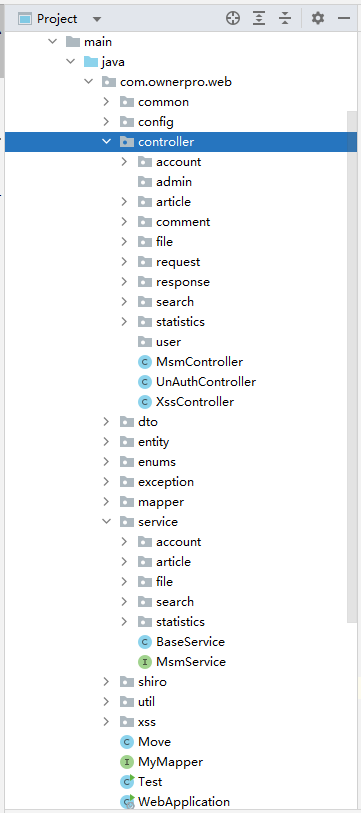 Project
main
java
com.ownerpro.web
common
config
controller
account
admin
article
comment
file
request
response
search
statistics
user
MsmController
UnAuthController
XssController
dto
entity
enums
exception
mapper
service
account
article
file
search
statistics
BaseService
MsmService
shiro
util
xss
Move
MyMapper
Test
WebApplication